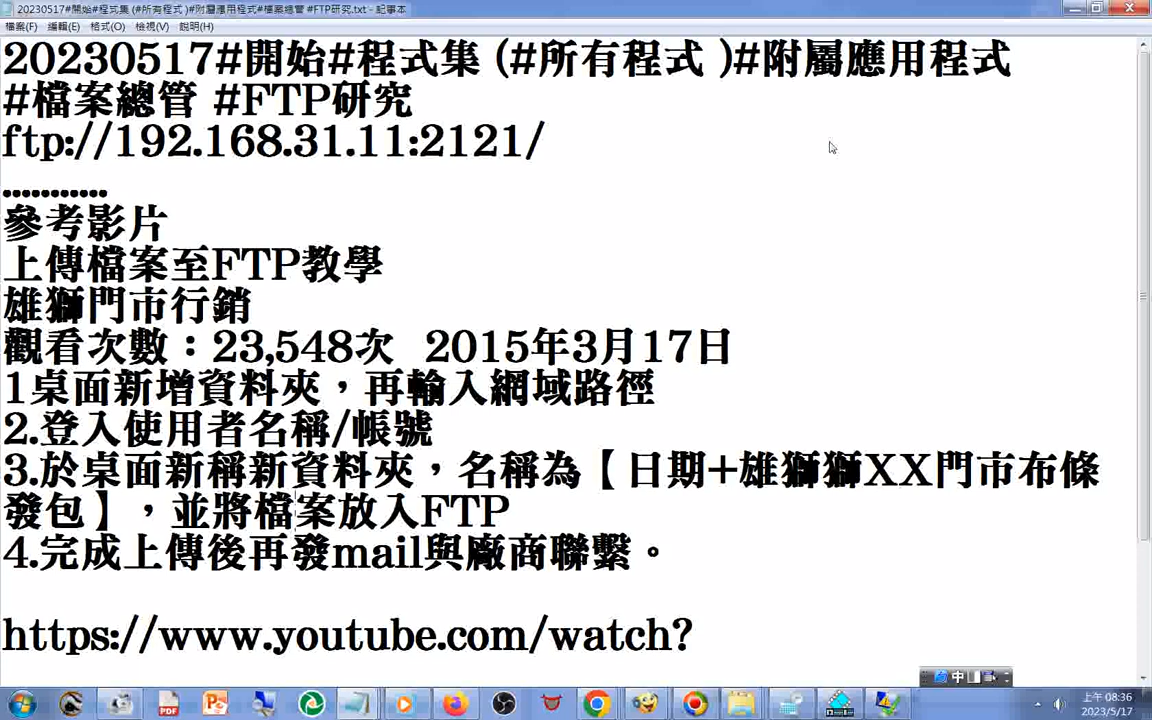 20230517#開始#程式集 (#所有程式 )#附屬應用程式#檔案總管 #FTP研究.txt - 記事本
檔案(F) 編輯(E) 格式(O) 檢視(V) 說明(H)
20230517#開始#程式集 (#所有程式 )#附屬應用程式
#檔案總管 #FTP研究
ftp://192.168.31.11:2121/
...........
參考影片
上傳檔案至FTP教學
雄獅門市行銷
觀看次數：23,548次  2015年3月17日
1桌面新增資料夾，再輸入網域路徑
2.登入使用者名稱/帳號
3.於桌面新稱新資料夾，名稱為【日期+雄獅獅XX門市布條
發包】，並將檔案放入FTP
4.完成上傳後再發mail與廠商聯繫。
https://www.youtube.com/watch?
中
PDF
上午 08:36
2023/5/17